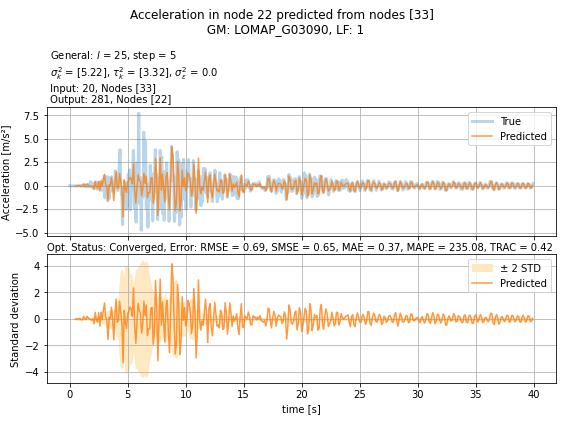 Acceleration in node 22 predicted from nodes [33]
GM: LOMAP_G03090, LF: 1
General: l = 25, step = 5
σ²ₖ = [5.22], τ²ₖ = [3.32], σ²ε = 0.0
Input: 20, Nodes [33]
Output: 281, Nodes [22]
Acceleration [m/s²]
7.5
5.0
2.5
0.0
−2.5
−5.0
True
Predicted
Opt. Status: Converged, Error: RMSE = 0.69, SMSE = 0.65, MAE = 0.37, MAPE = 235.08, TRAC = 0.42
Standard deviation
4
2
0
−2
−4
± 2 STD
Predicted
0 5 10 15 20 25 30 35 40
time [s]